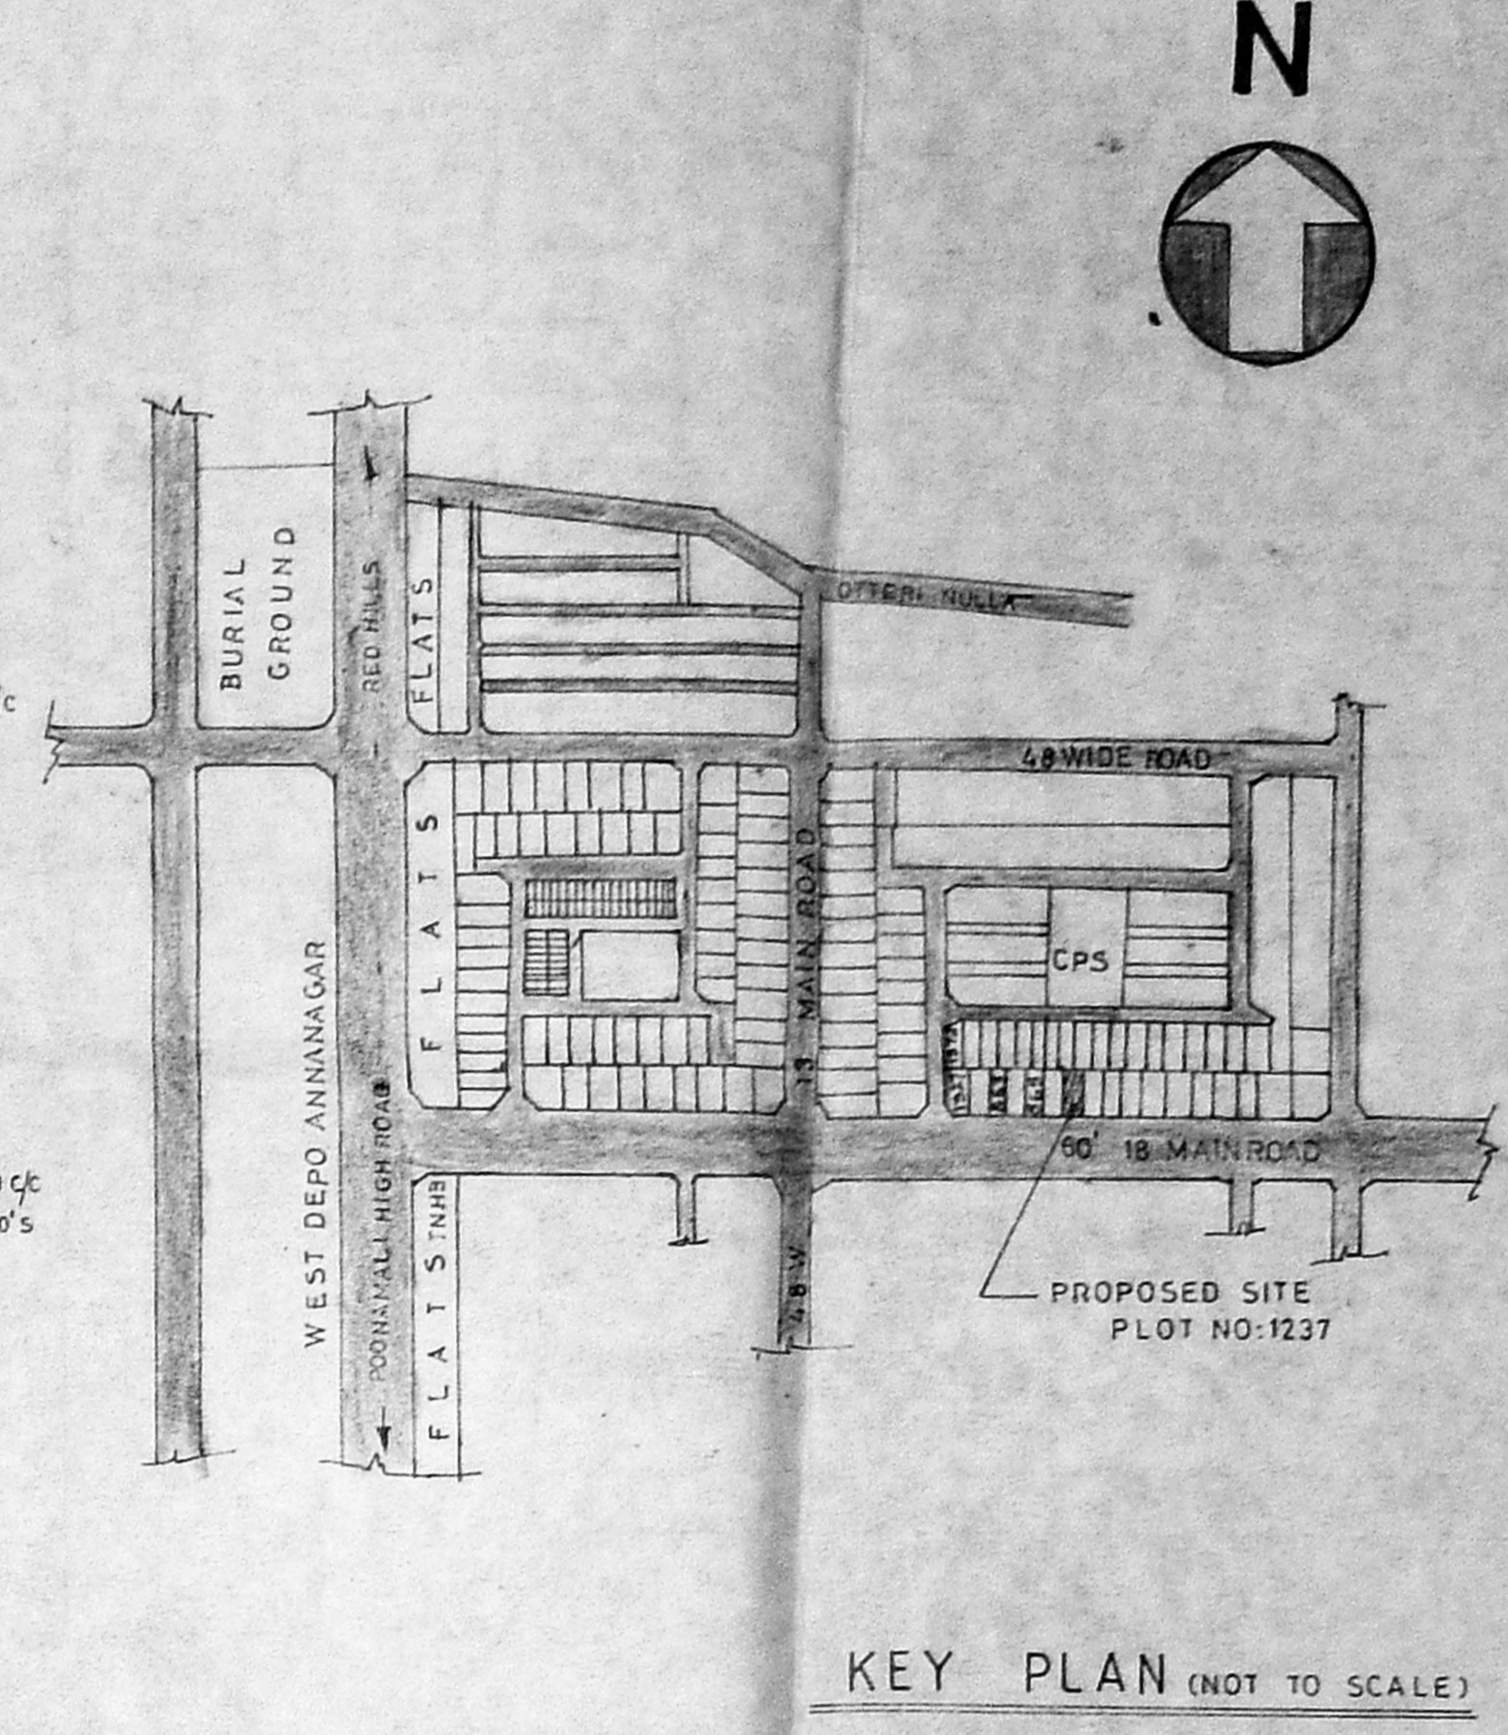 N
BURIAL
GROUND
RED HILLS
FLATS
OTTERI NULLA
48 WIDE ROAD
FLATS
13 MAIN ROAD
CPS
WEST DEPO ANNANAGAR
POONAMALI HIGH ROAD
60' 18 MAIN ROAD
FLATS TNHB
48 W
c/c
0'S
PROPOSED SITE
PLOT NO:1237
KEY PLAN (NOT TO SCALE)